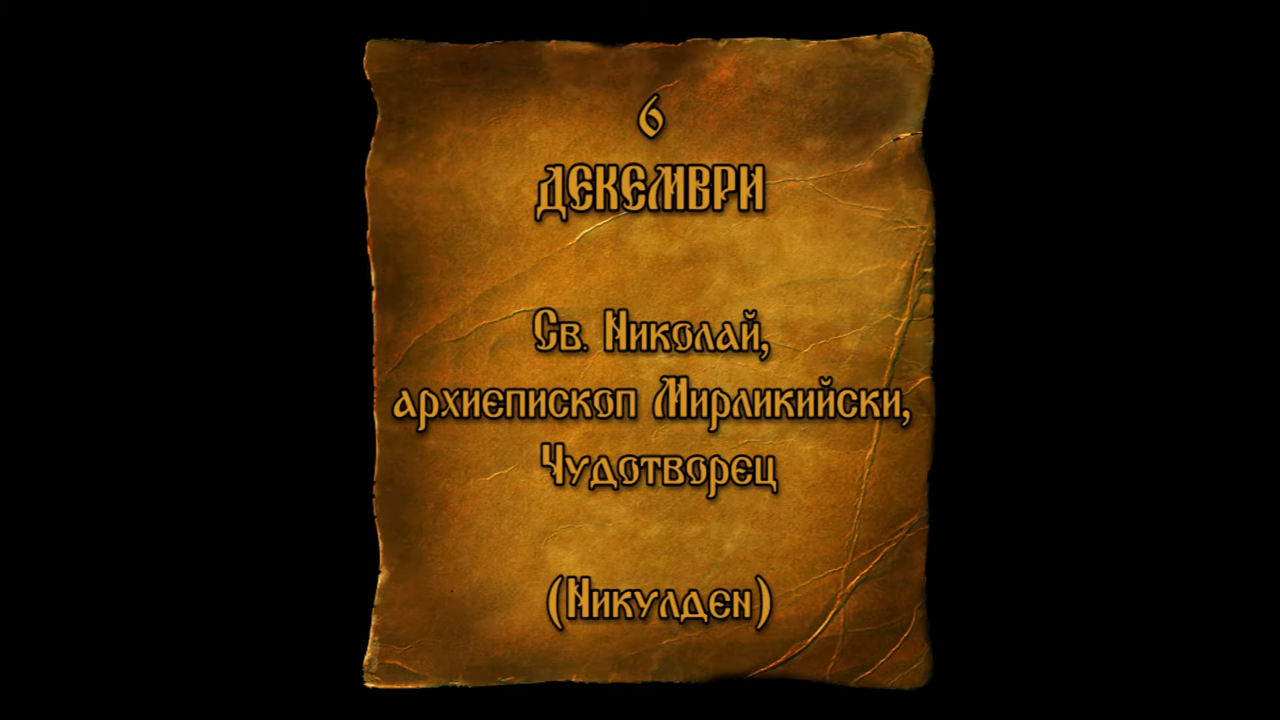 6
ДЕКЕМВРИ
Св. Николай,
архиепископ Мирликийски,
Чудотворец
(Никулден)